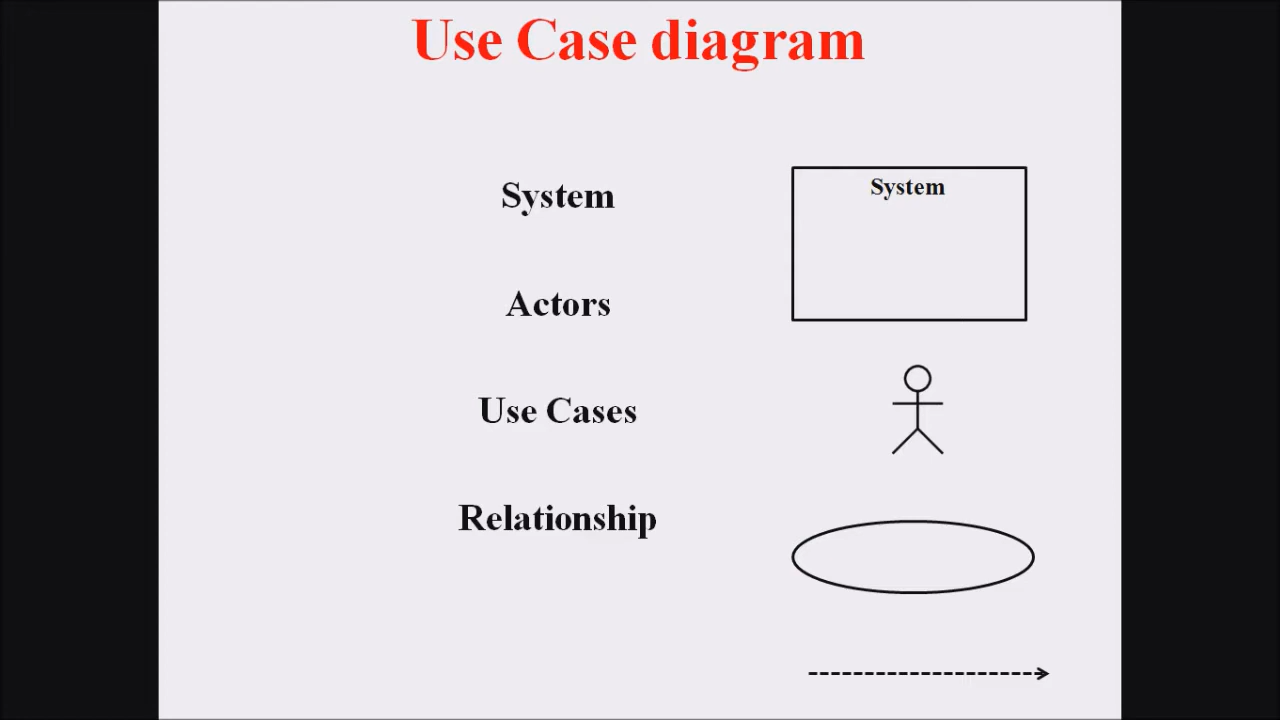 Use Case diagram
System
System
Actors
Use Cases
Relationship